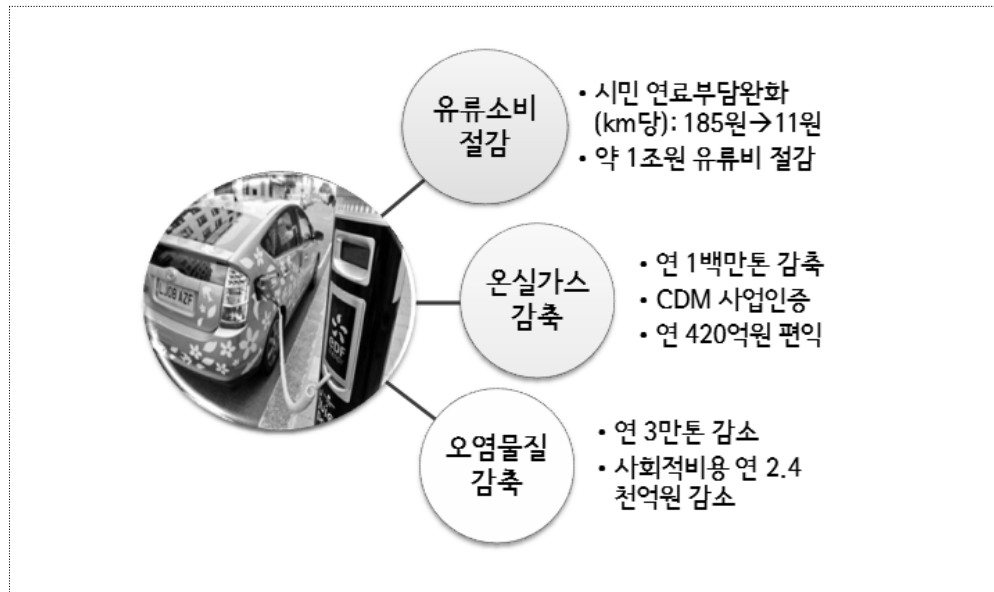 유류소비
절감
• 시민 연료부담완화
(km당): 185원→11원
• 약 1조원 유류비 절감
LJ08 AZF
eDF
온실가스
감축
• 연 1백만톤 감축
• CDM 사업인증
• 연 420억원 편익
오염물질
감축
• 연 3만톤 감소
• 사회적비용 연 2.4
천억원 감소